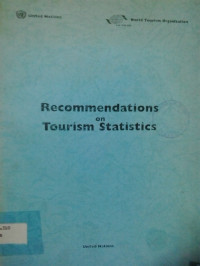 United Nations
World Tourism Organization
Recommendations
on
Tourism Statistics